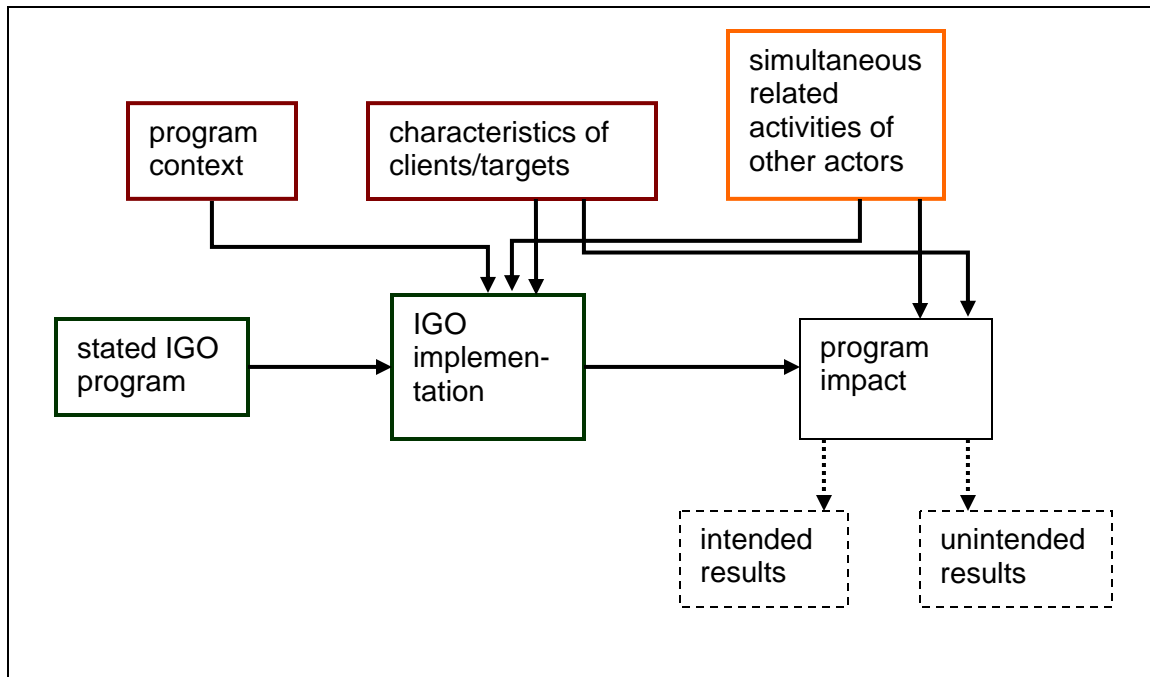 simultaneous
related
activities of
other actors
program
context
characteristics of
clients/targets
stated IGO
program
IGO
implemen-
tation
program
impact
intended
results
unintended
results